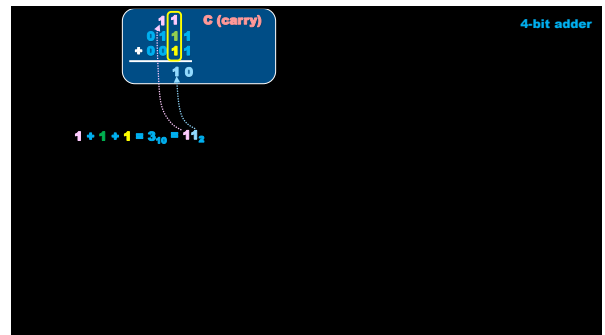 1 1 C (carry)
4-bit adder
0 1 1 1
+ 0 0 1 1
1 0
1 + 1 + 1 = 3₁₀ = 11₂